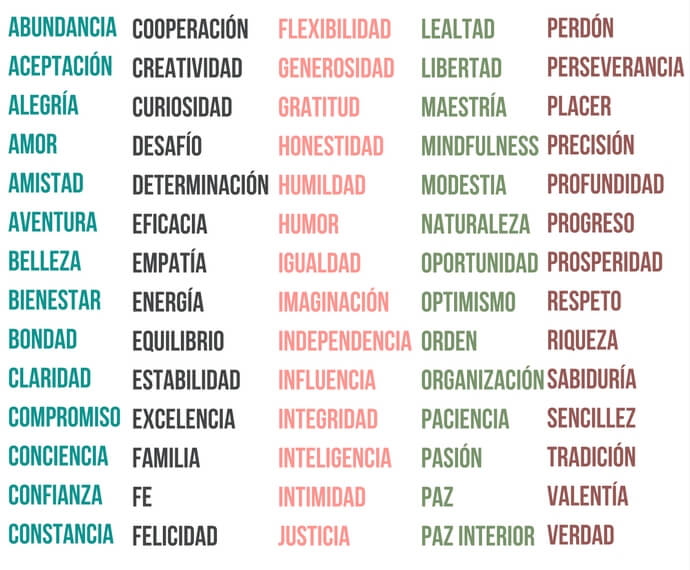 ABUNDANCIA
ACEPTACIÓN
ALEGRÍA
AMOR
AMISTAD
AVENTURA
BELLEZA
BIENESTAR
BONDAD
CLARIDAD
COMPROMISO
CONCIENCIA
CONFIANZA
CONSTANCIA
COOPERACIÓN
CREATIVIDAD
CURIOSIDAD
DESAFÍO
DETERMINACIÓN
EFICACIA
EMPATÍA
ENERGÍA
EQUILIBRIO
ESTABILIDAD
EXCELENCIA
FAMILIA
FE
FELICIDAD
FLEXIBILIDAD
GENEROSIDAD
GRATITUD
HONESTIDAD
HUMILDAD
HUMOR
IGUALDAD
IMAGINACIÓN
INDEPENDENCIA
INFLUENCIA
INTEGRIDAD
INTELIGENCIA
INTIMIDAD
JUSTICIA
LEALTAD
LIBERTAD
MAESTRÍA
MINDFULNESS
MODESTIA
NATURALEZA
OPORTUNIDAD
OPTIMISMO
ORDEN
ORGANIZACIÓN
PACIENCIA
PASIÓN
PAZ
PAZ INTERIOR
PERDÓN
PERSEVERANCIA
PLACER
PRECISIÓN
PROFUNDIDAD
PROGRESO
PROSPERIDAD
RESPETO
RIQUEZA
SABIDURÍA
SENCILLEZ
TRADICIÓN
VALENTÍA
VERDAD